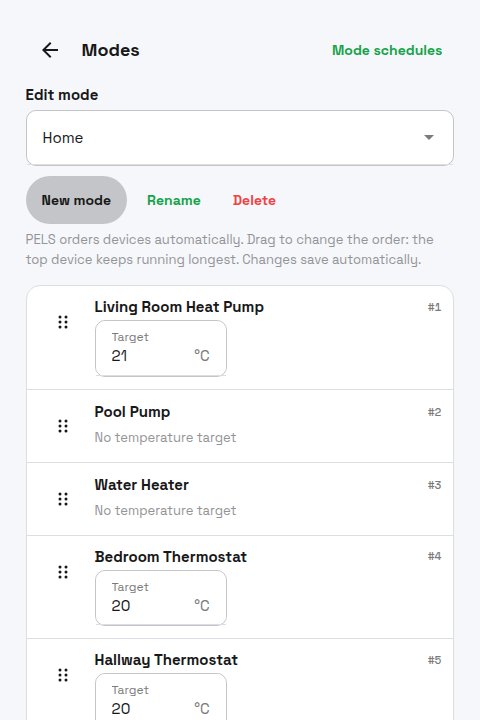 Modes
Mode schedules
Edit mode
Home
New mode
Rename
Delete
PELS orders devices automatically. Drag to change the order: the
top device keeps running longest. Changes save automatically.
Living Room Heat Pump
#1
Target
21
°C
Pool Pump
#2
No temperature target
Water Heater
#3
No temperature target
Bedroom Thermostat
#4
Target
20
°C
Hallway Thermostat
#5
Target
20
°C